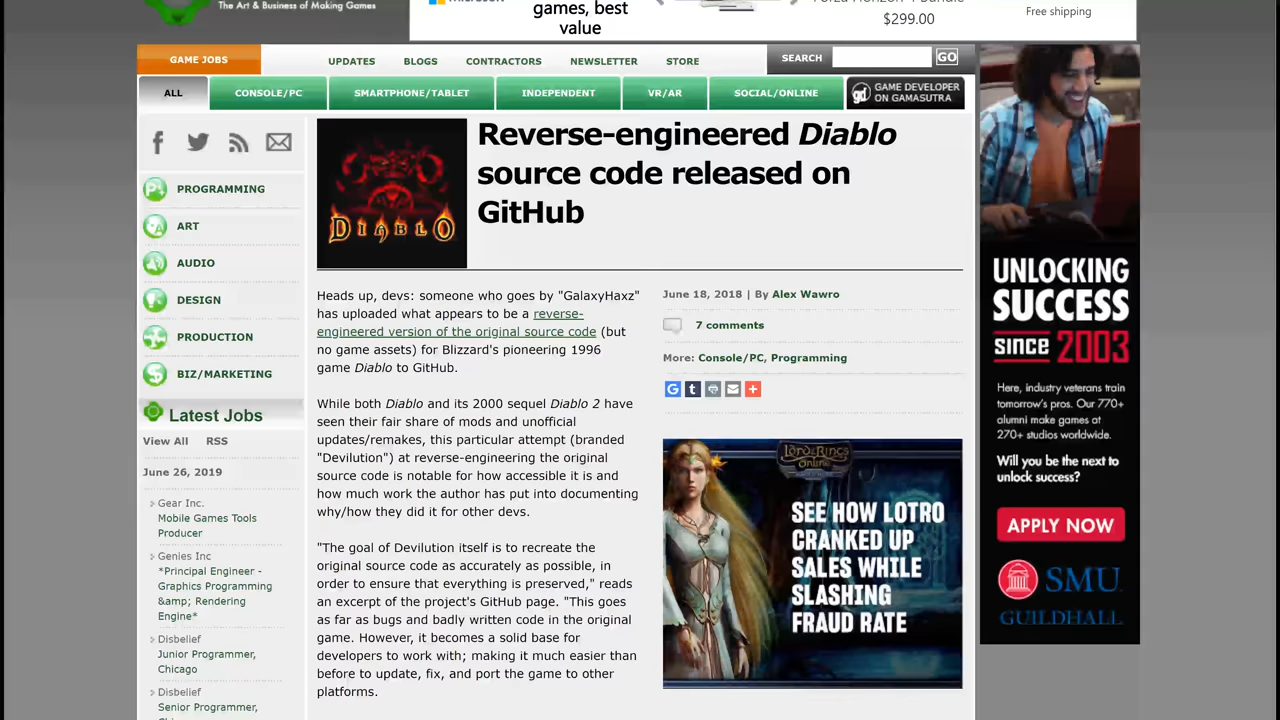 The Art & Business of Making Games
games, best
value
$299.00
Free shipping
GAME JOBS
UPDATES
BLOGS
CONTRACTORS
NEWSLETTER
STORE
SEARCH
GO
ALL
CONSOLE/PC
SMARTPHONE/TABLET
INDEPENDENT
VR/AR
SOCIAL/ONLINE
gd
GAME DEVELOPER
ON GAMASUTRA
PROGRAMMING
ART
AUDIO
DESIGN
PRODUCTION
BIZ/MARKETING
Latest Jobs
View All
RSS
June 26, 2019
Gear Inc.
Mobile Games Tools
Producer
Genies Inc
*Principal Engineer -
Graphics Programming
&amp; Rendering
Engine*
Disbelief
Junior Programmer,
Chicago
Disbelief
Senior Programmer,
DIABLO
Reverse-engineered Diablo
source code released on
GitHub
Heads up, devs: someone who goes by "GalaxyHaxz"
has uploaded what appears to be a reverse-
engineered version of the original source code (but
no game assets) for Blizzard's pioneering 1996
game Diablo to GitHub.
While both Diablo and its 2000 sequel Diablo 2 have
seen their fair share of mods and unofficial
updates/remakes, this particular attempt (branded
"Devilution") at reverse-engineering the original
source code is notable for how accessible it is and
how much work the author has put into documenting
why/how they did it for other devs.
"The goal of Devilution itself is to recreate the
original source code as accurately as possible, in
order to ensure that everything is preserved," reads
an excerpt of the project's GitHub page. "This goes
as far as bugs and badly written code in the original
game. However, it becomes a solid base for
developers to work with; making it much easier than
before to update, fix, and port the game to other
platforms.
June 18, 2018 | By Alex Wawro
7 comments
More: Console/PC, Programming
THE LORD OF THE RINGS
Online
SEE HOW LOTRO
CRANKED UP
SALES WHILE
SLASHING
FRAUD RATE
UNLOCKING
SUCCESS
since 2003
Here, industry veterans train
tomorrow's pros. Our 770+
alumni make games at
270+ studios worldwide.
Will you be the next to
unlock success?
APPLY NOW
SMU.
GUILDHALL